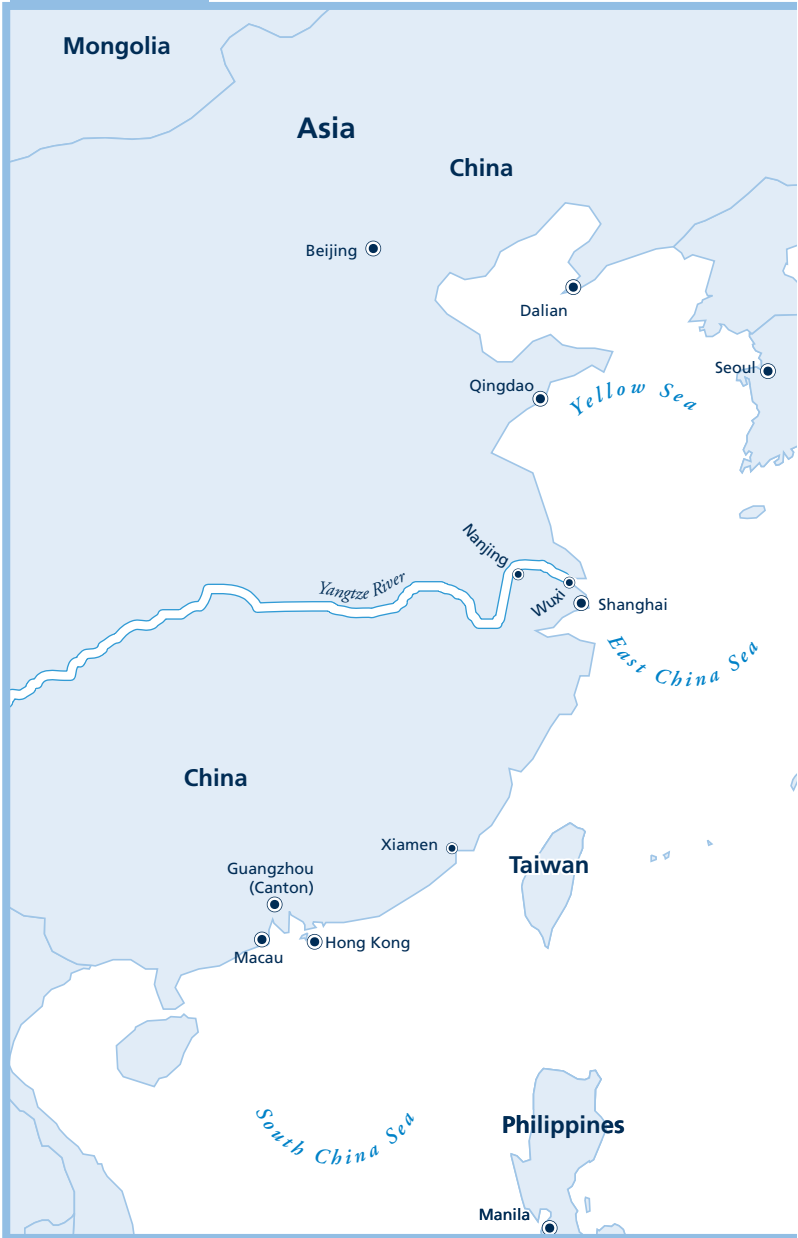 Mongolia
Asia
China
Beijing
Dalian
Seoul
Qingdao
Yellow Sea
Nanjing
Yangtze River
Wuxi
Shanghai
East China Sea
China
Xiamen
Taiwan
Guangzhou
(Canton)
Hong Kong
Macau
South China Sea
Philippines
Manila